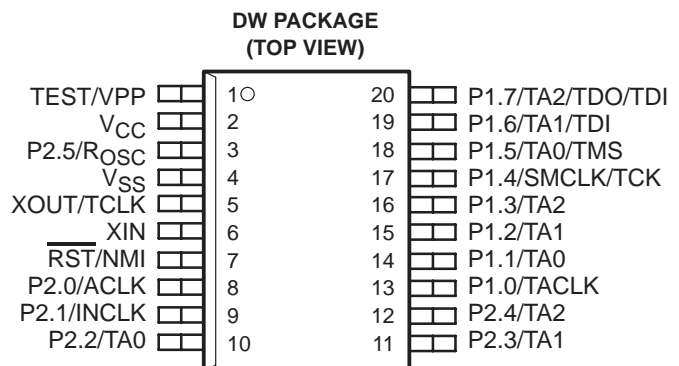 DW PACKAGE
(TOP VIEW)
TEST/VPP 1 20 P1.7/TA2/TDO/TDI
VCC 2 19 P1.6/TA1/TDI
P2.5/ROSC 3 18 P1.5/TA0/TMS
VSS 4 17 P1.4/SMCLK/TCK
XOUT/TCLK 5 16 P1.3/TA2
XIN 6 15 P1.2/TA1
RST/NMI 7 14 P1.1/TA0
P2.0/ACLK 8 13 P1.0/TACLK
P2.1/INCLK 9 12 P2.4/TA2
P2.2/TA0 10 11 P2.3/TA1